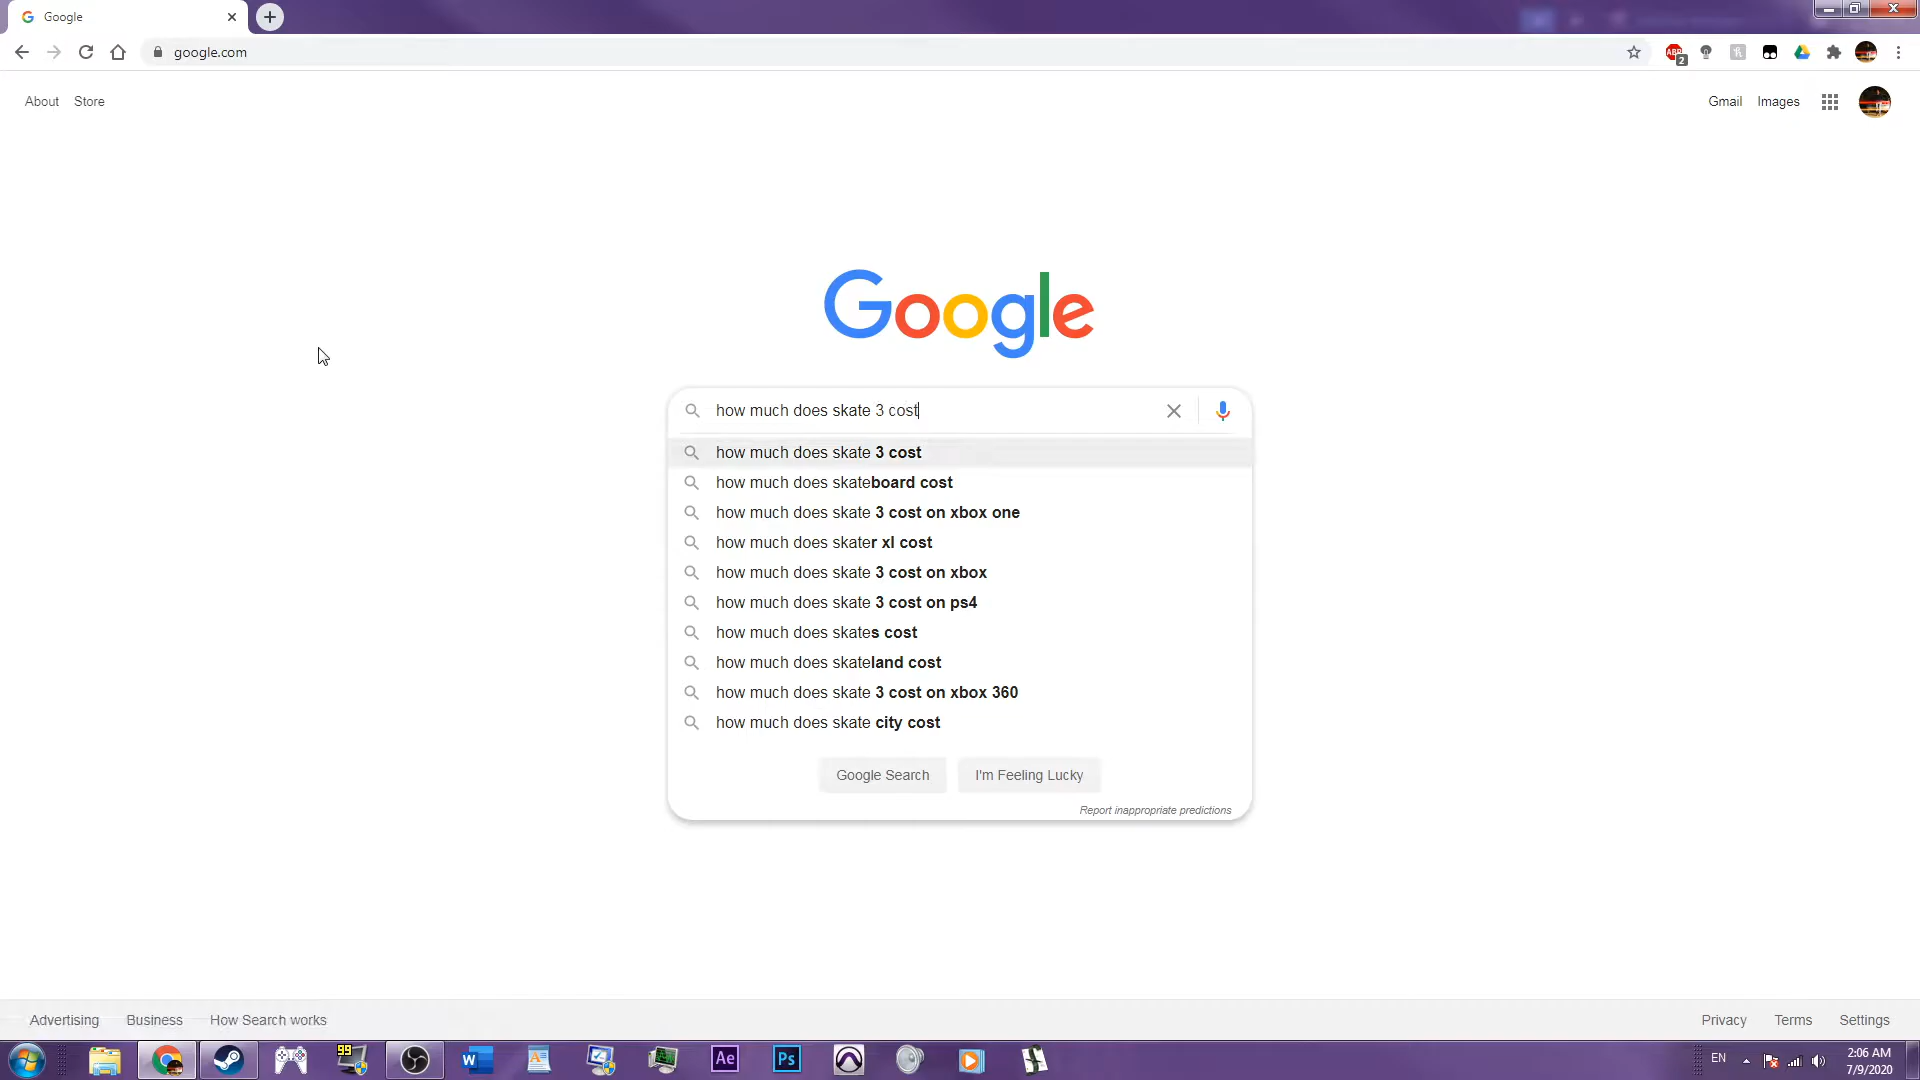 Google
google.com
ABP
2
About Store
Gmail Images
Google
how much does skate 3 cost
how much does skate 3 cost
how much does skateboard cost
how much does skate 3 cost on xbox one
how much does skater xl cost
how much does skate 3 cost on xbox
how much does skate 3 cost on ps4
how much does skates cost
how much does skateland cost
how much does skate 3 cost on xbox 360
how much does skate city cost
Google Search I'm Feeling Lucky
Report inappropriate predictions
Advertising Business How Search works
Privacy Terms Settings
99
W
A
Ae
Ps
EN
2:06 AM
7/9/2020